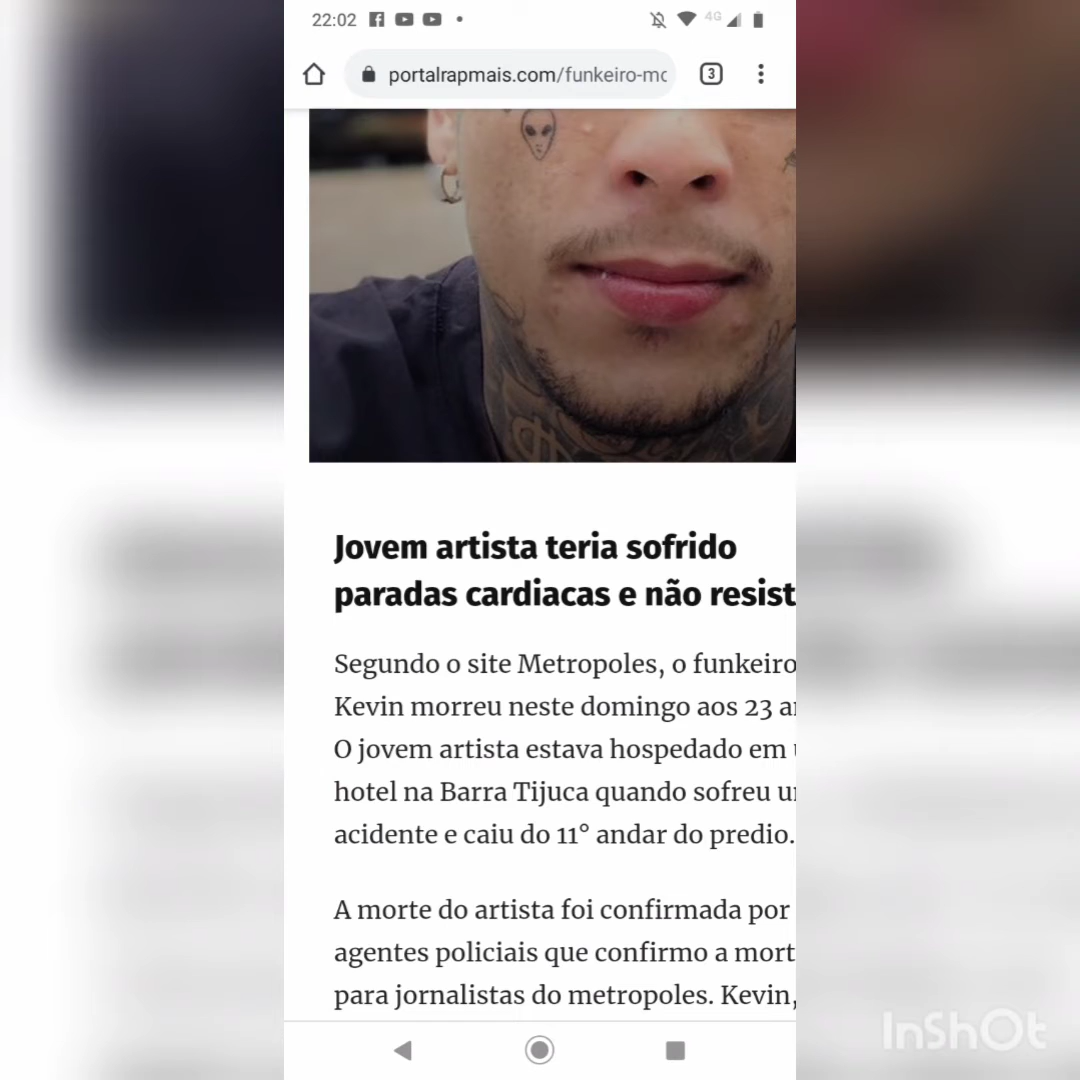 22:02
4G
portalrapmais.com/funkeiro-mo
3
Jovem artista teria sofrido
paradas cardiacas e não resist
Segundo o site Metropoles, o funkeiro
Kevin morreu neste domingo aos 23 a
O jovem artista estava hospedado em
hotel na Barra Tijuca quando sofreu u
acidente e caiu do 11° andar do predio.
A morte do artista foi confirmada por
agentes policiais que confirmo a mort
para jornalistas do metropoles. Kevin,
InShOt